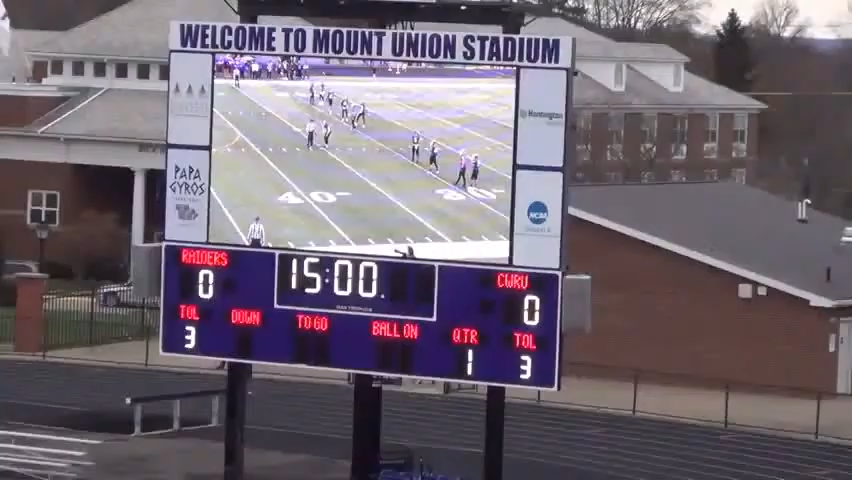 WELCOME TO MOUNT UNION STADIUM
Huntington
PAPA
GYROS
NCAA
40
RAIDERS
15:00
CWRU
0
0
TOL
DOWN
TO GO
BALL ON
QTR
TOL
3
1
3